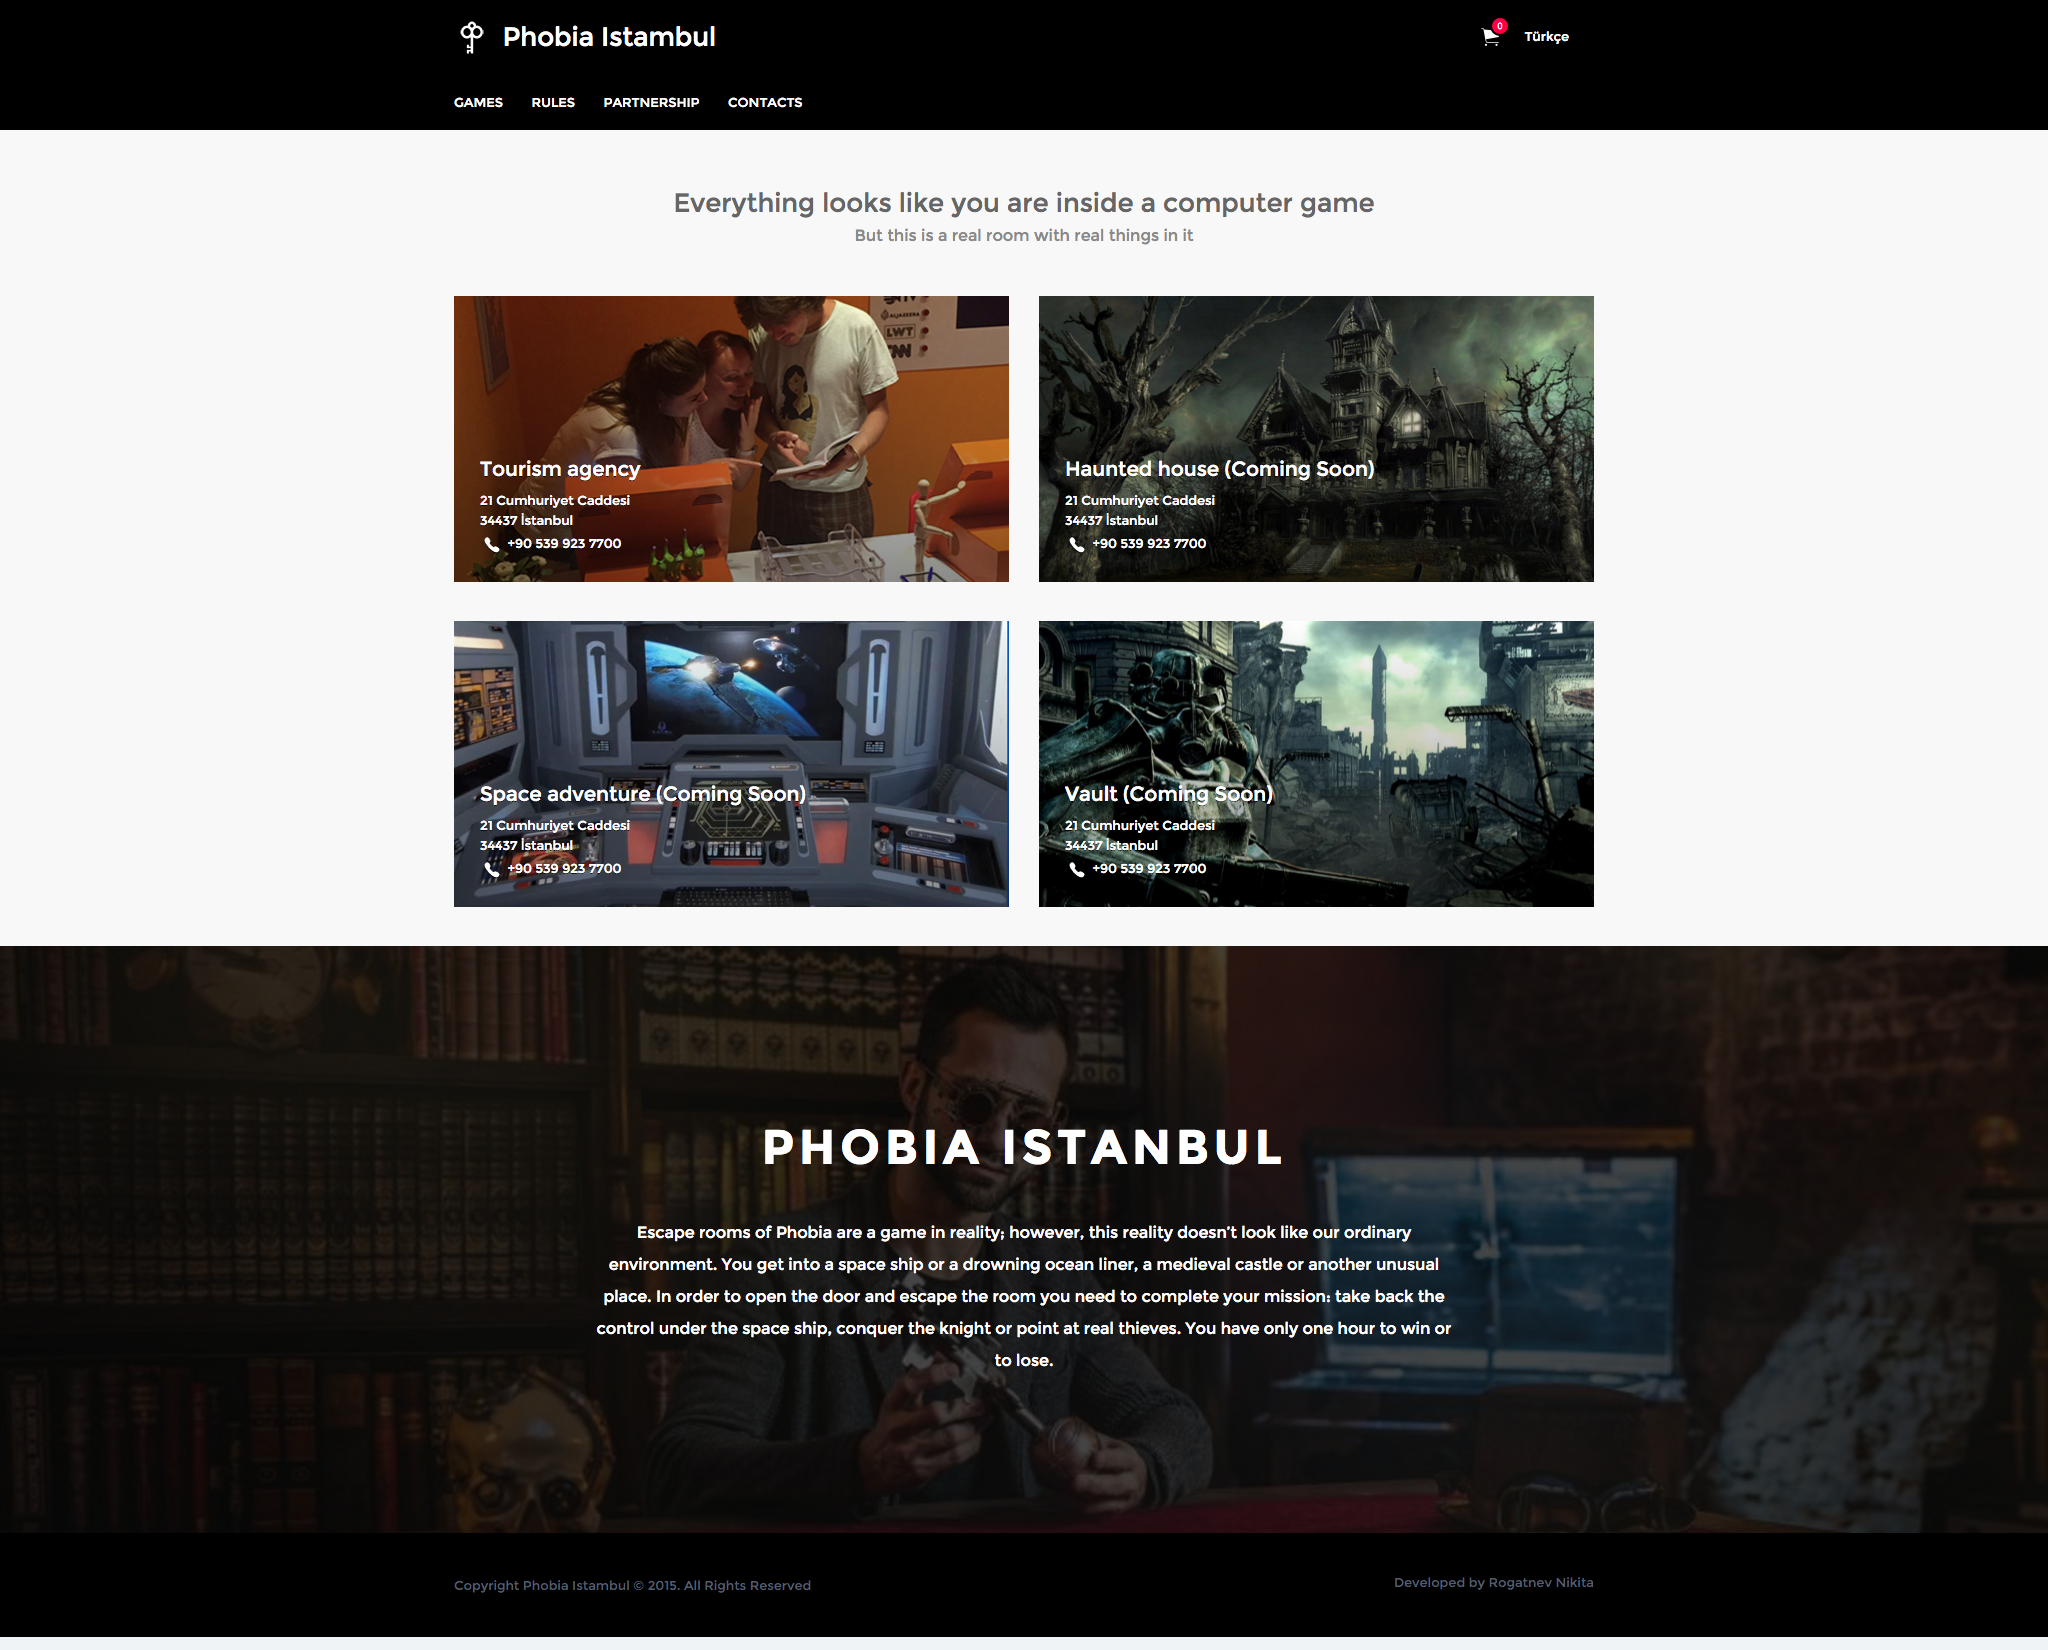 Phobia Istambul
0
Türkçe
GAMES RULES PARTNERSHIP CONTACTS
Everything looks like you are inside a computer game
But this is a real room with real things in it
ALJAZEERA
LWT
Tourism agency
21 Cumhuriyet Caddesi
34437 İstanbul
+90 539 923 7700
Haunted house (Coming Soon)
21 Cumhuriyet Caddesi
34437 İstanbul
+90 539 923 7700
Space adventure (Coming Soon)
21 Cumhuriyet Caddesi
34437 İstanbul
+90 539 923 7700
Vault (Coming Soon)
21 Cumhuriyet Caddesi
34437 İstanbul
+90 539 923 7700
PHOBIA ISTANBUL
Escape rooms of Phobia are a game in reality; however, this reality doesn't look like our ordinary
environment. You get into a space ship or a drowning ocean liner, a medieval castle or another unusual
place. In order to open the door and escape the room you need to complete your mission: take back the
control under the space ship, conquer the knight or point at real thieves. You have only one hour to win or
to lose.
Copyright Phobia Istambul © 2015. All Rights Reserved
Developed by Rogatnev Nikita